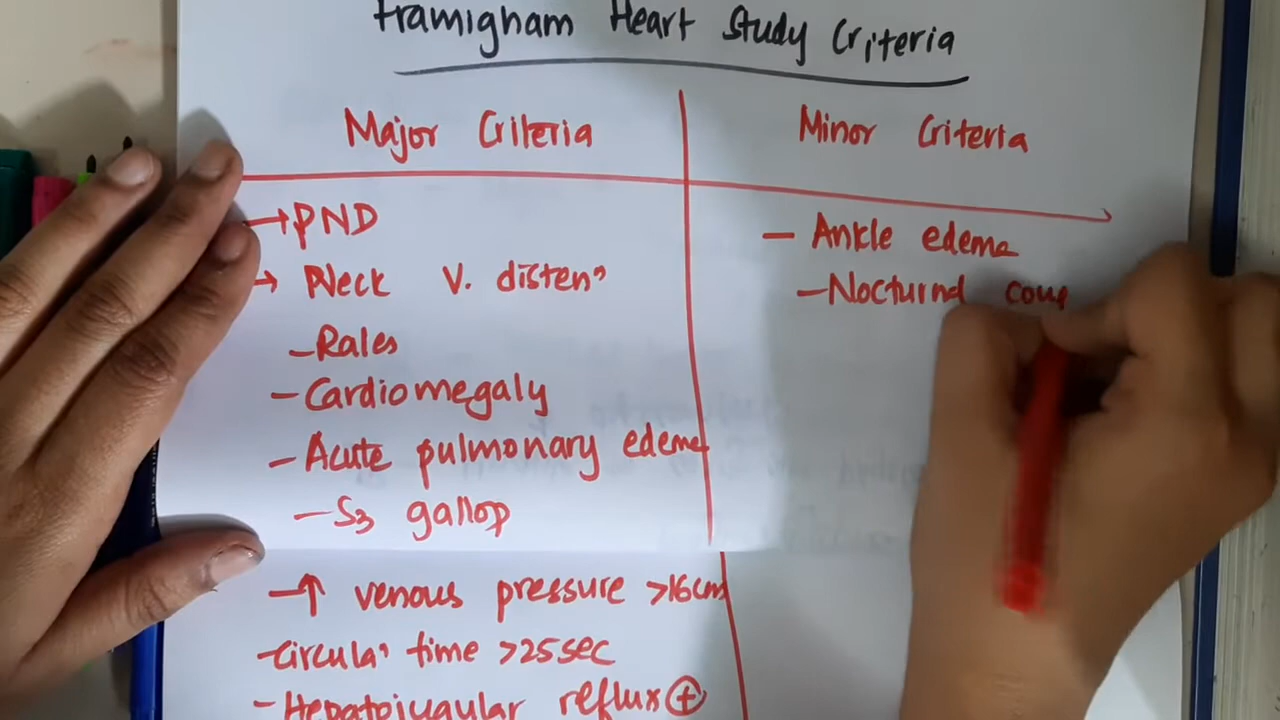 Framigham Heart Study Criteria
Major Criteria
Minor Criteria
→ PND
→ Neck V. disten'
- Rales
- Cardiomegaly
- Acute pulmonary edema
- S3 gallop
- ↑ venous pressure >16cm
- Circula' time >25sec
- Hepatojugular reflux ⊕
- Ankle edema
- Nocturnal coug